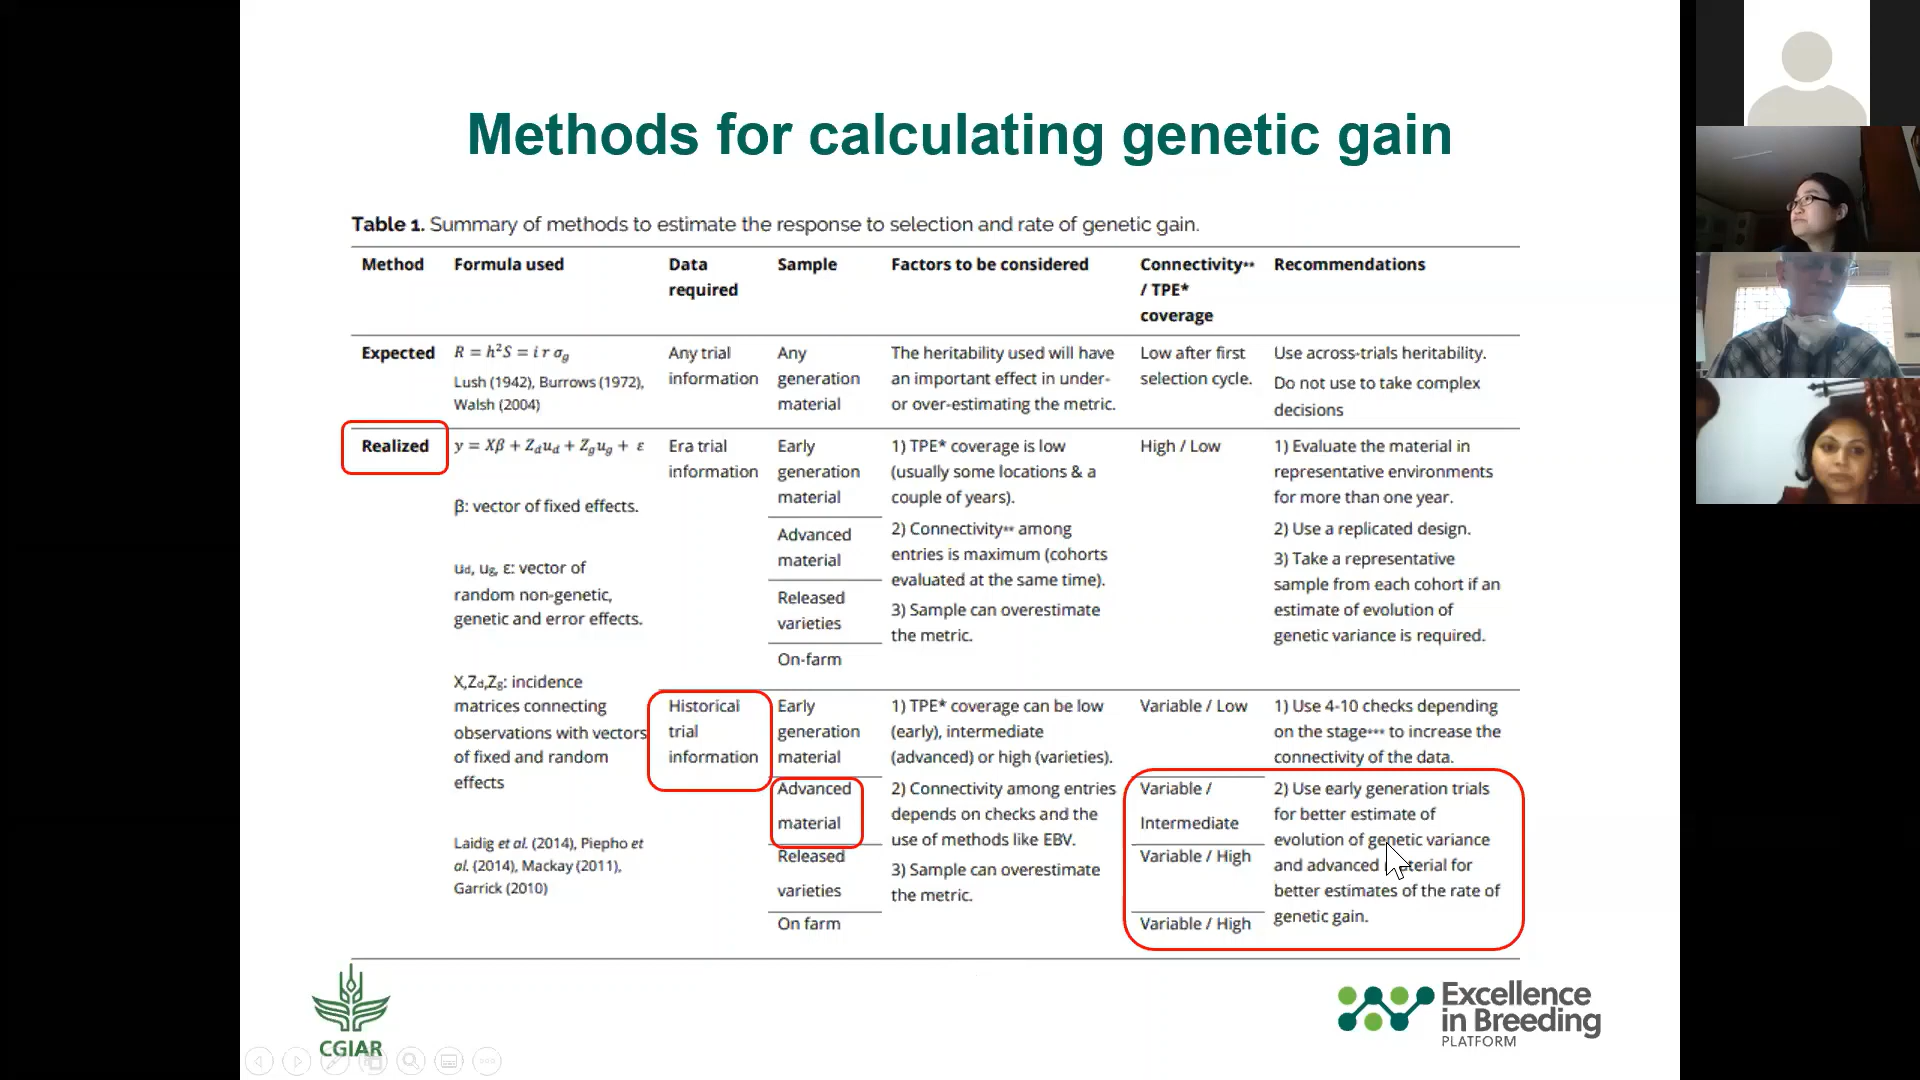 Methods for calculating genetic gain
Table 1. Summary of methods to estimate the response to selection and rate of genetic gain.
Method
Formula used
Data
required
Sample
Factors to be considered
Connectivity**
/ TPE*
coverage
Recommendations
Expected
R = h²S = i r σg
Lush (1942), Burrows (1972),
Walsh (2004)
Any trial
information
Any
generation
material
The heritability used will have
an important effect in under-
or over-estimating the metric.
Low after first
selection cycle.
Use across-trials heritability.
Do not use to take complex
decisions
Realized
y = Xβ + Zdud + Zgug + ε
β: vector of fixed effects.
ud, ug, ε: vector of
random non-genetic,
genetic and error effects.
X,Zd,Zg: incidence
matrices connecting
observations with vectors
of fixed and random
effects
Laidig et al. (2014), Piepho et
al. (2014), Mackay (2011),
Garrick (2010)
Era trial
information
Early
generation
material
Advanced
material
Released
varieties
On-farm
1) TPE* coverage is low
(usually some locations & a
couple of years).
2) Connectivity** among
entries is maximum (cohorts
evaluated at the same time).
3) Sample can overestimate
the metric.
High / Low
1) Evaluate the material in
representative environments
for more than one year.
2) Use a replicated design.
3) Take a representative
sample from each cohort if an
estimate of evolution of
genetic variance is required.
Historical
trial
information
Early
generation
material
Advanced
material
Released
varieties
On farm
1) TPE* coverage can be low
(early), intermediate
(advanced) or high (varieties).
2) Connectivity among entries
depends on checks and the
use of methods like EBV.
3) Sample can overestimate
the metric.
Variable / Low
Variable /
Intermediate
Variable / High
Variable / High
1) Use 4-10 checks depending
on the stage*** to increase the
connectivity of the data.
2) Use early generation trials
for better estimate of
evolution of genetic variance
and advanced material for
better estimates of the rate of
genetic gain.
CGIAR
Excellence
in Breeding
PLATFORM